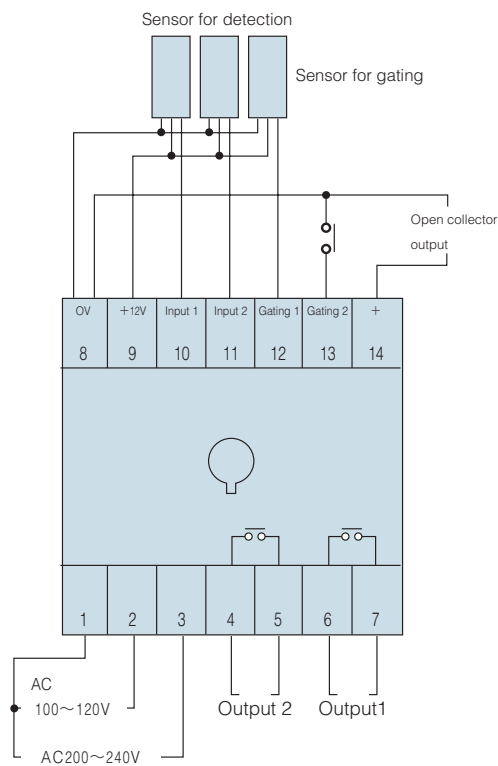 Sensor for detection
Sensor for gating
Open collector
output
OV +12V Input 1 Input 2 Gating 1 Gating 2 +
8 9 10 11 12 13 14
1 2 3 4 5 6 7
AC
100〜120V
Output 2 Output1
AC200〜240V